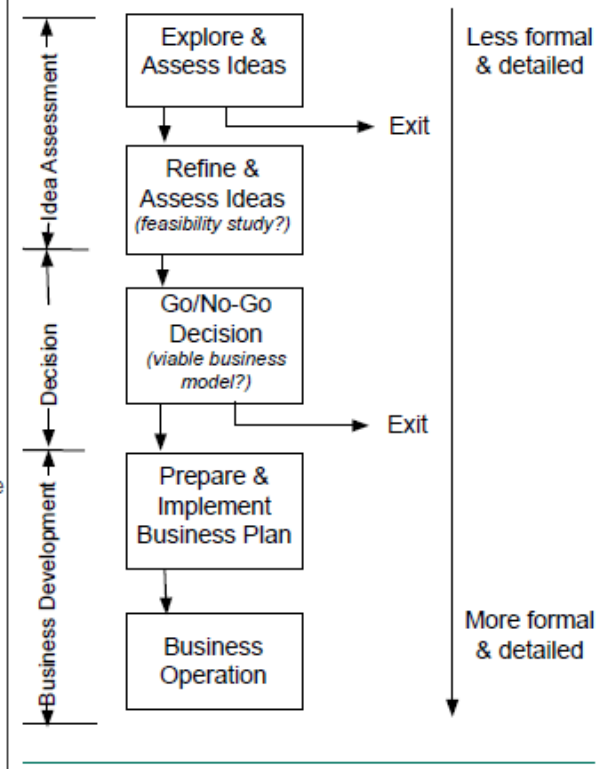 Explore &
Assess Ideas
Less formal
& detailed
Exit
Idea Assessment
Refine &
Assess Ideas
(feasibility study?)
Go/No-Go
Decision
(viable business
model?)
Decision
Exit
Prepare &
Implement
Business Plan
Business Development
Business
Operation
More formal
& detailed